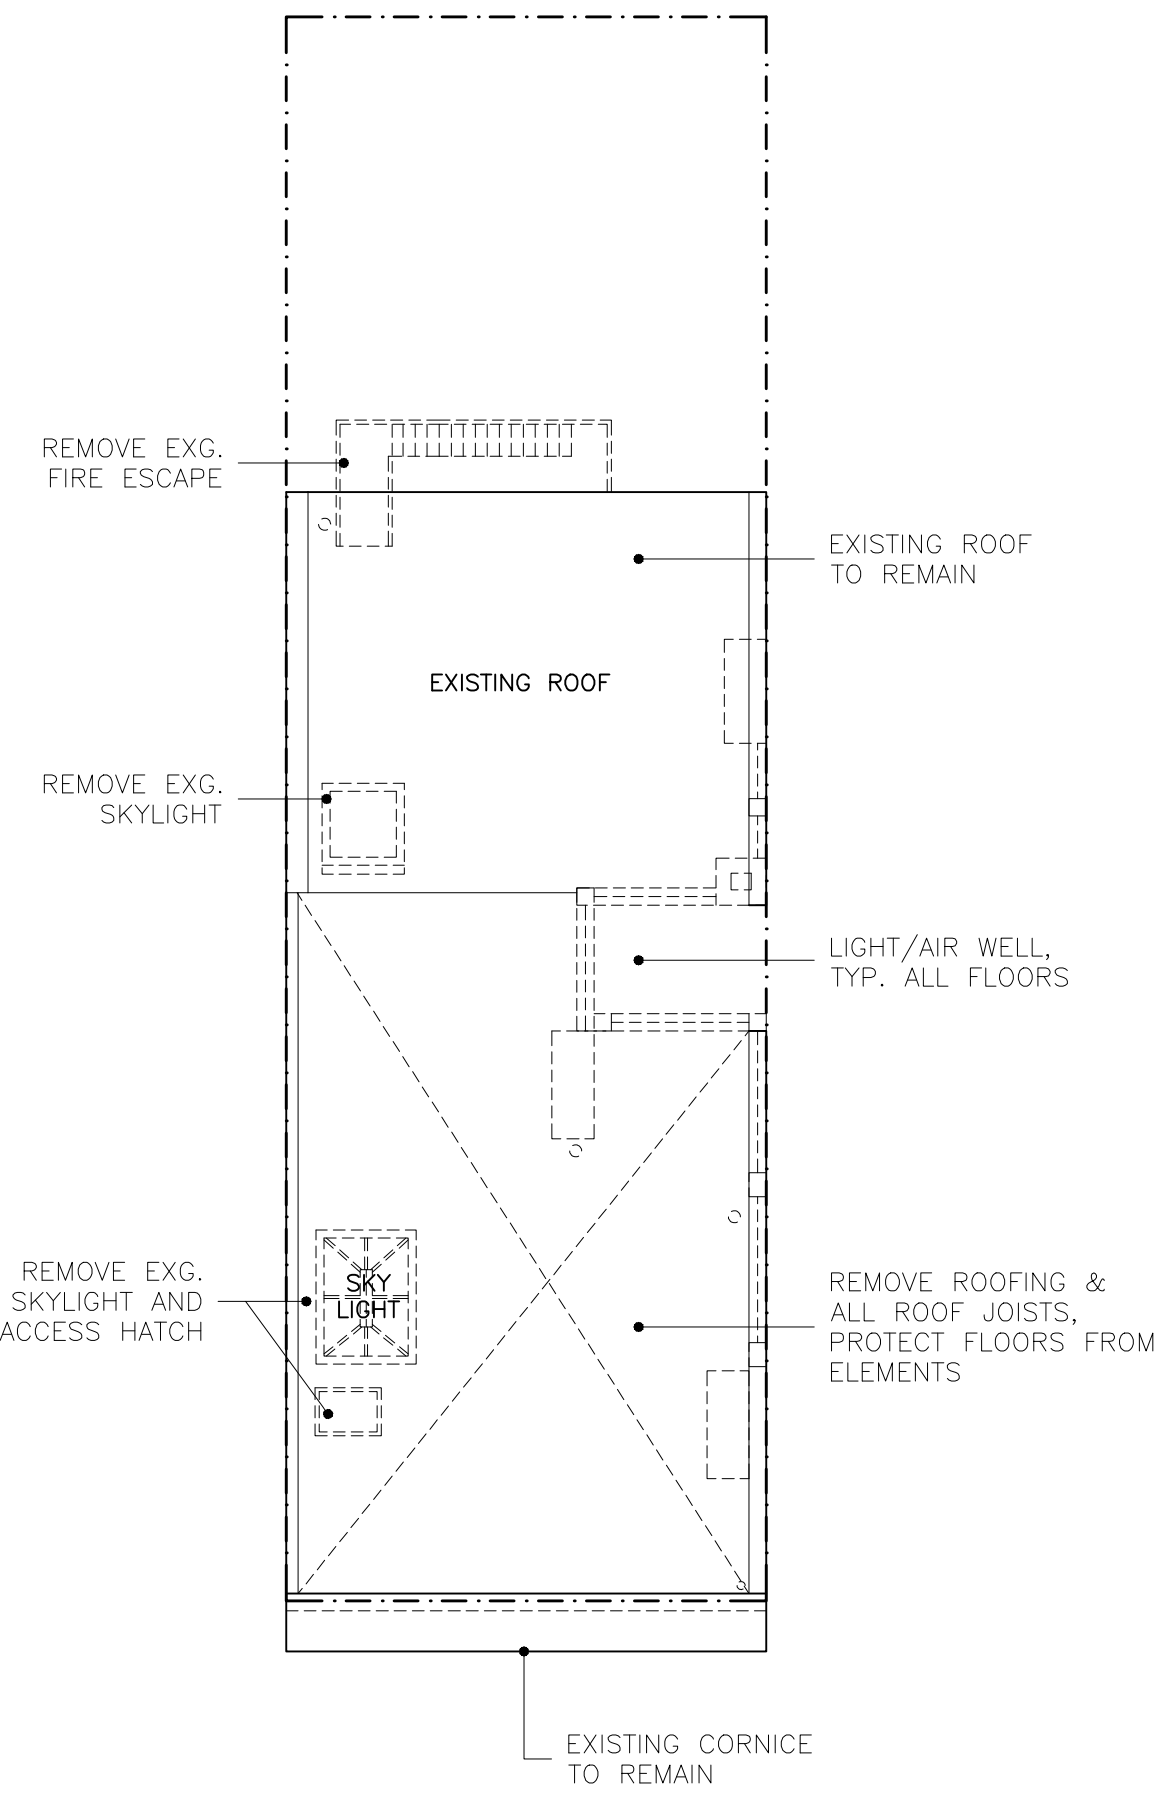 REMOVE EXG.
FIRE ESCAPE
EXISTING ROOF
TO REMAIN
EXISTING ROOF
REMOVE EXG.
SKYLIGHT
LIGHT/AIR WELL,
TYP. ALL FLOORS
REMOVE EXG.
SKYLIGHT AND
ACCESS HATCH
SKY
LIGHT
REMOVE ROOFING &
ALL ROOF JOISTS,
PROTECT FLOORS FROM
ELEMENTS
EXISTING CORNICE
TO REMAIN